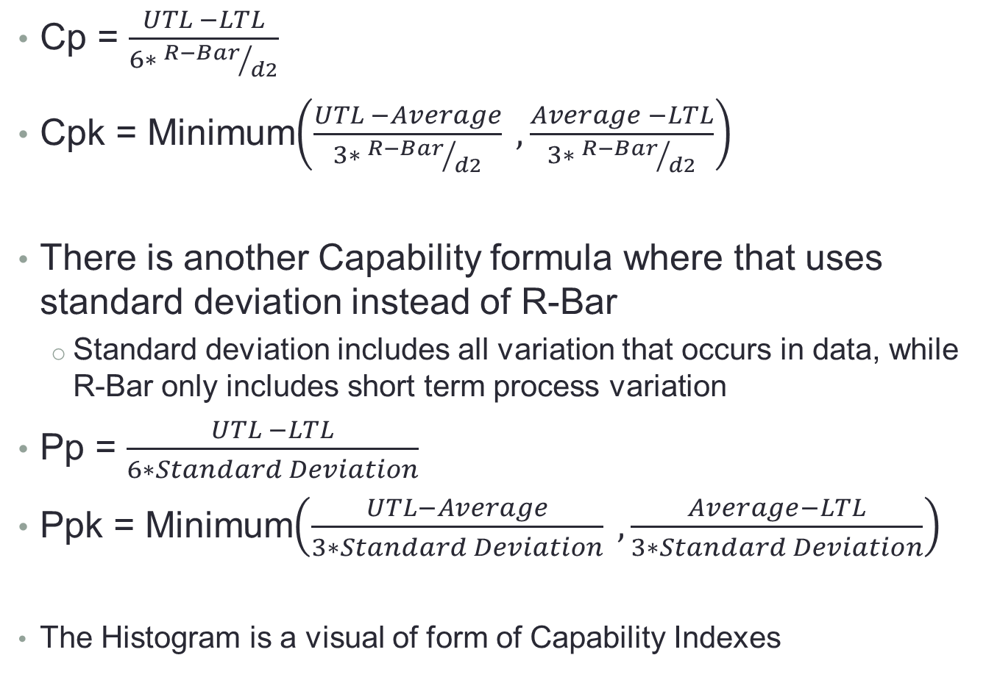 • Cp = \frac{UTL −LTL}{6* R−Bar/d2}
• Cpk = Minimum(\frac{UTL −Average}{3* R−Bar/d2} , \frac{Average −LTL}{3* R−Bar/d2})
• There is another Capability formula where that uses
standard deviation instead of R-Bar
○ Standard deviation includes all variation that occurs in data, while
R-Bar only includes short term process variation
• Pp = \frac{UTL −LTL}{6*Standard Deviation}
• Ppk = Minimum(\frac{UTL−Average}{3*Standard Deviation} , \frac{Average−LTL}{3*Standard Deviation})
• The Histogram is a visual of form of Capability Indexes